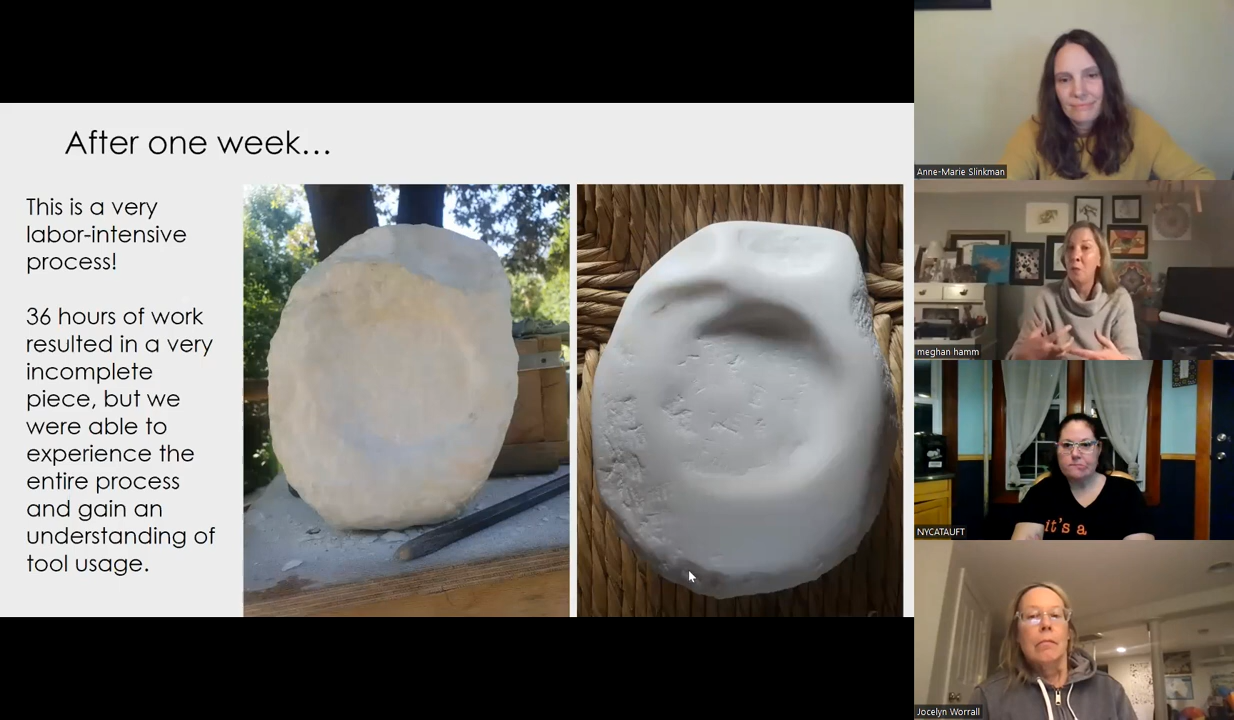 After one week...
This is a very
labor-intensive
process!
36 hours of work
resulted in a very
incomplete
piece, but we
were able to
experience the
entire process
and gain an
understanding of
tool usage.
Anne-Marie Slinkman
meghan hamm
NYCATAUFT
it's a
Jocelyn Worrall